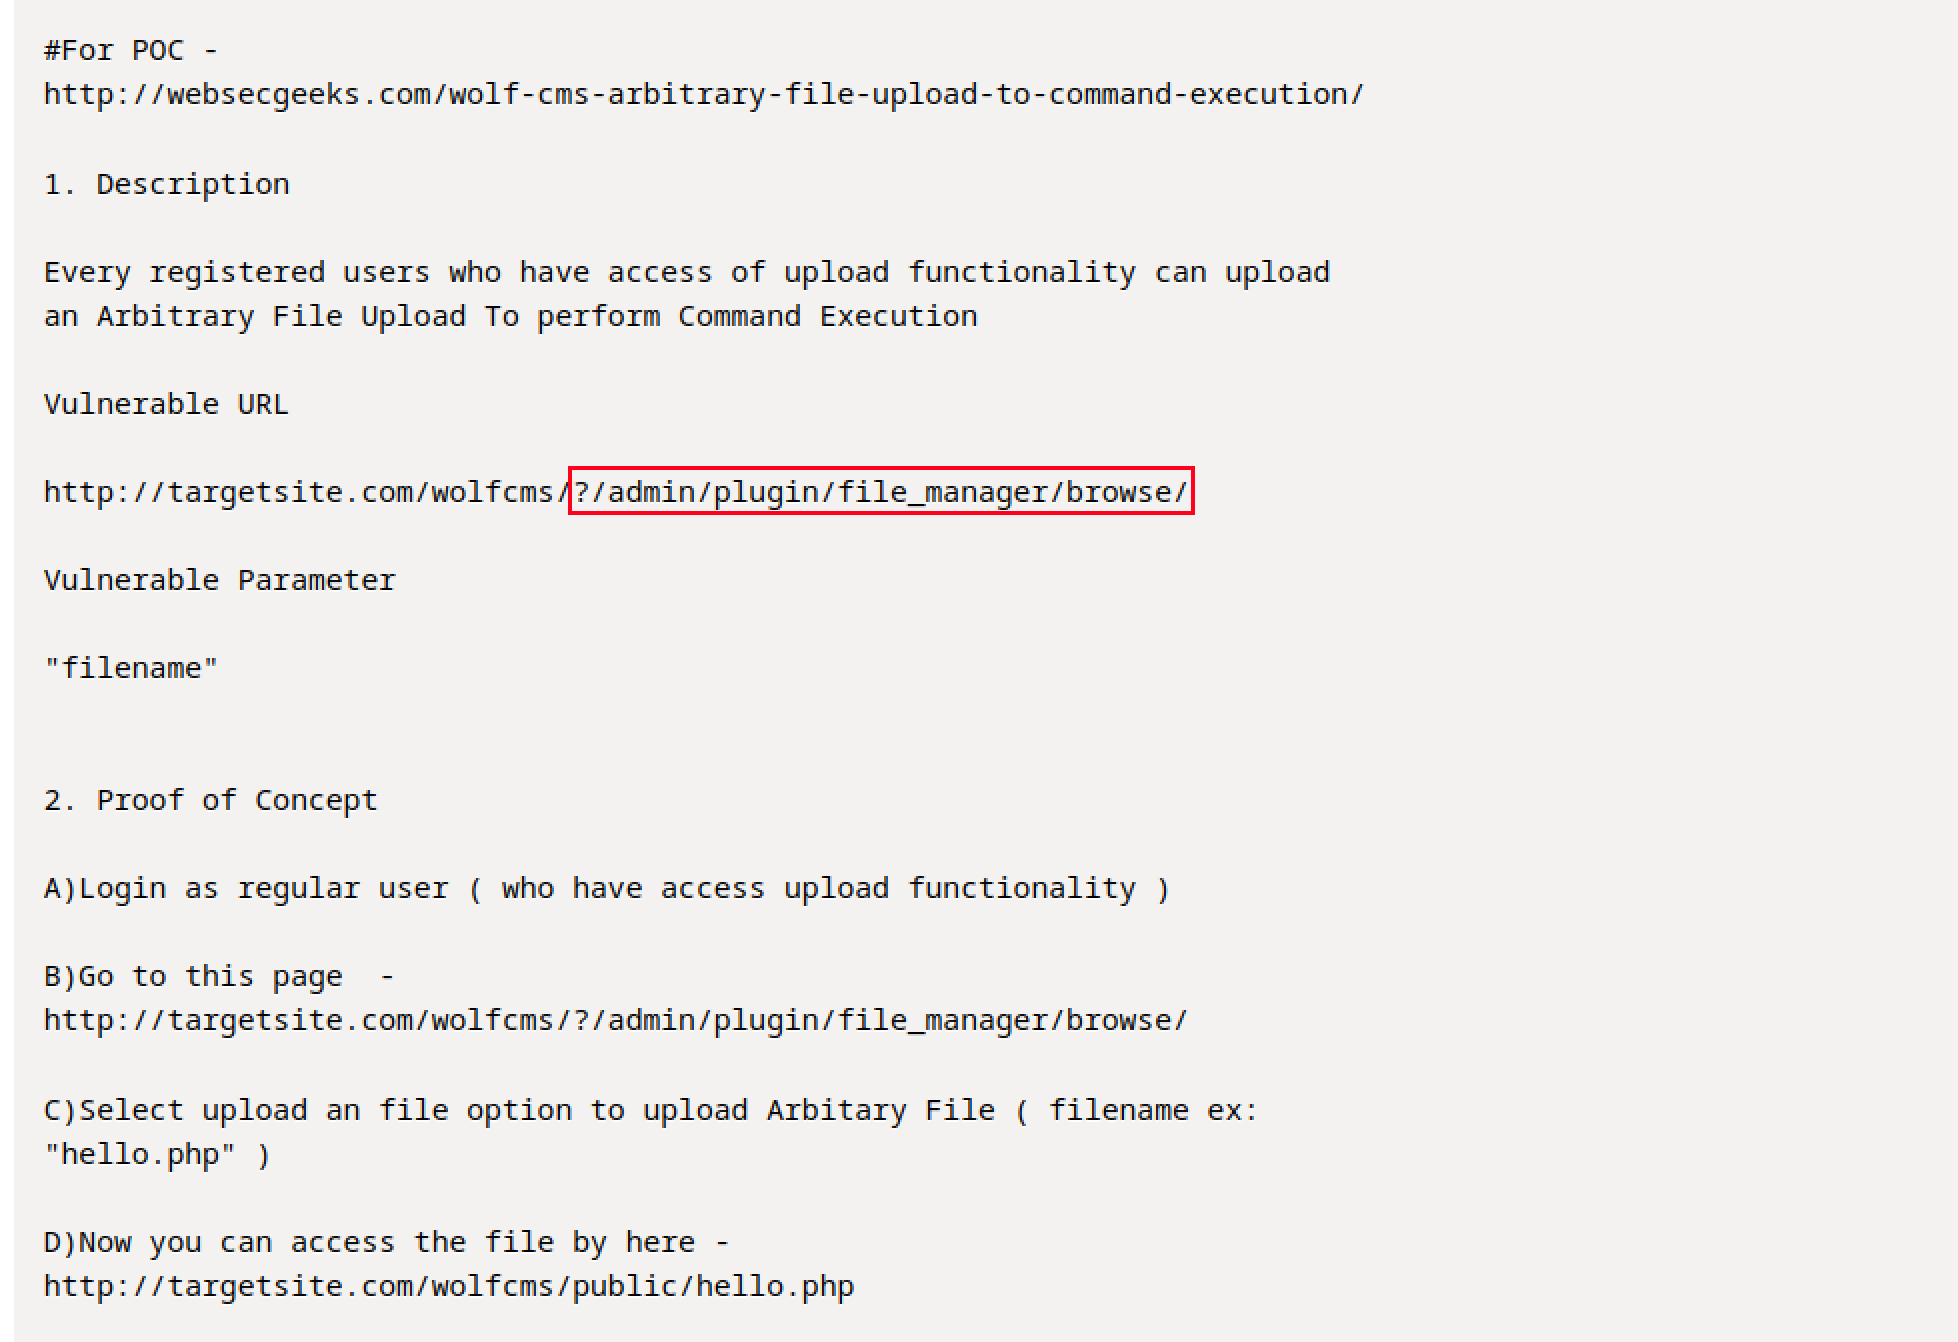 #For POC -
http://websecgeeks.com/wolf-cms-arbitrary-file-upload-to-command-execution/
1. Description
Every registered users who have access of upload functionality can upload
an Arbitrary File Upload To perform Command Execution
Vulnerable URL
http://targetsite.com/wolfcms/?/admin/plugin/file_manager/browse/
Vulnerable Parameter
"filename"
2. Proof of Concept
A)Login as regular user ( who have access upload functionality )
B)Go to this page  -
http://targetsite.com/wolfcms/?/admin/plugin/file_manager/browse/
C)Select upload an file option to upload Arbitary File ( filename ex:
"hello.php" )
D)Now you can access the file by here -
http://targetsite.com/wolfcms/public/hello.php